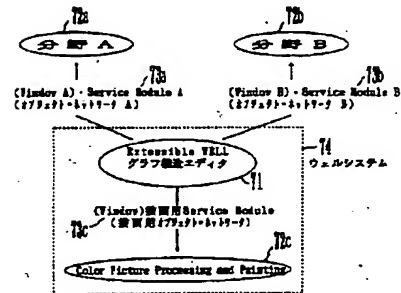 72a
72b
分野 A
分野 B
73a
73b
(Window A)・Service Module A
(オブジェクト・ネットワーク A)
(Window B)・Service Module B
(オブジェクト・ネットワーク B)
Extensible WELL
グラフ構造エディタ
71
74
ウェルシステム
73c
(Window)描画用Service Module
(描画用オブジェクト・ネットワーク)
72c
Color Picture Processing and Painting